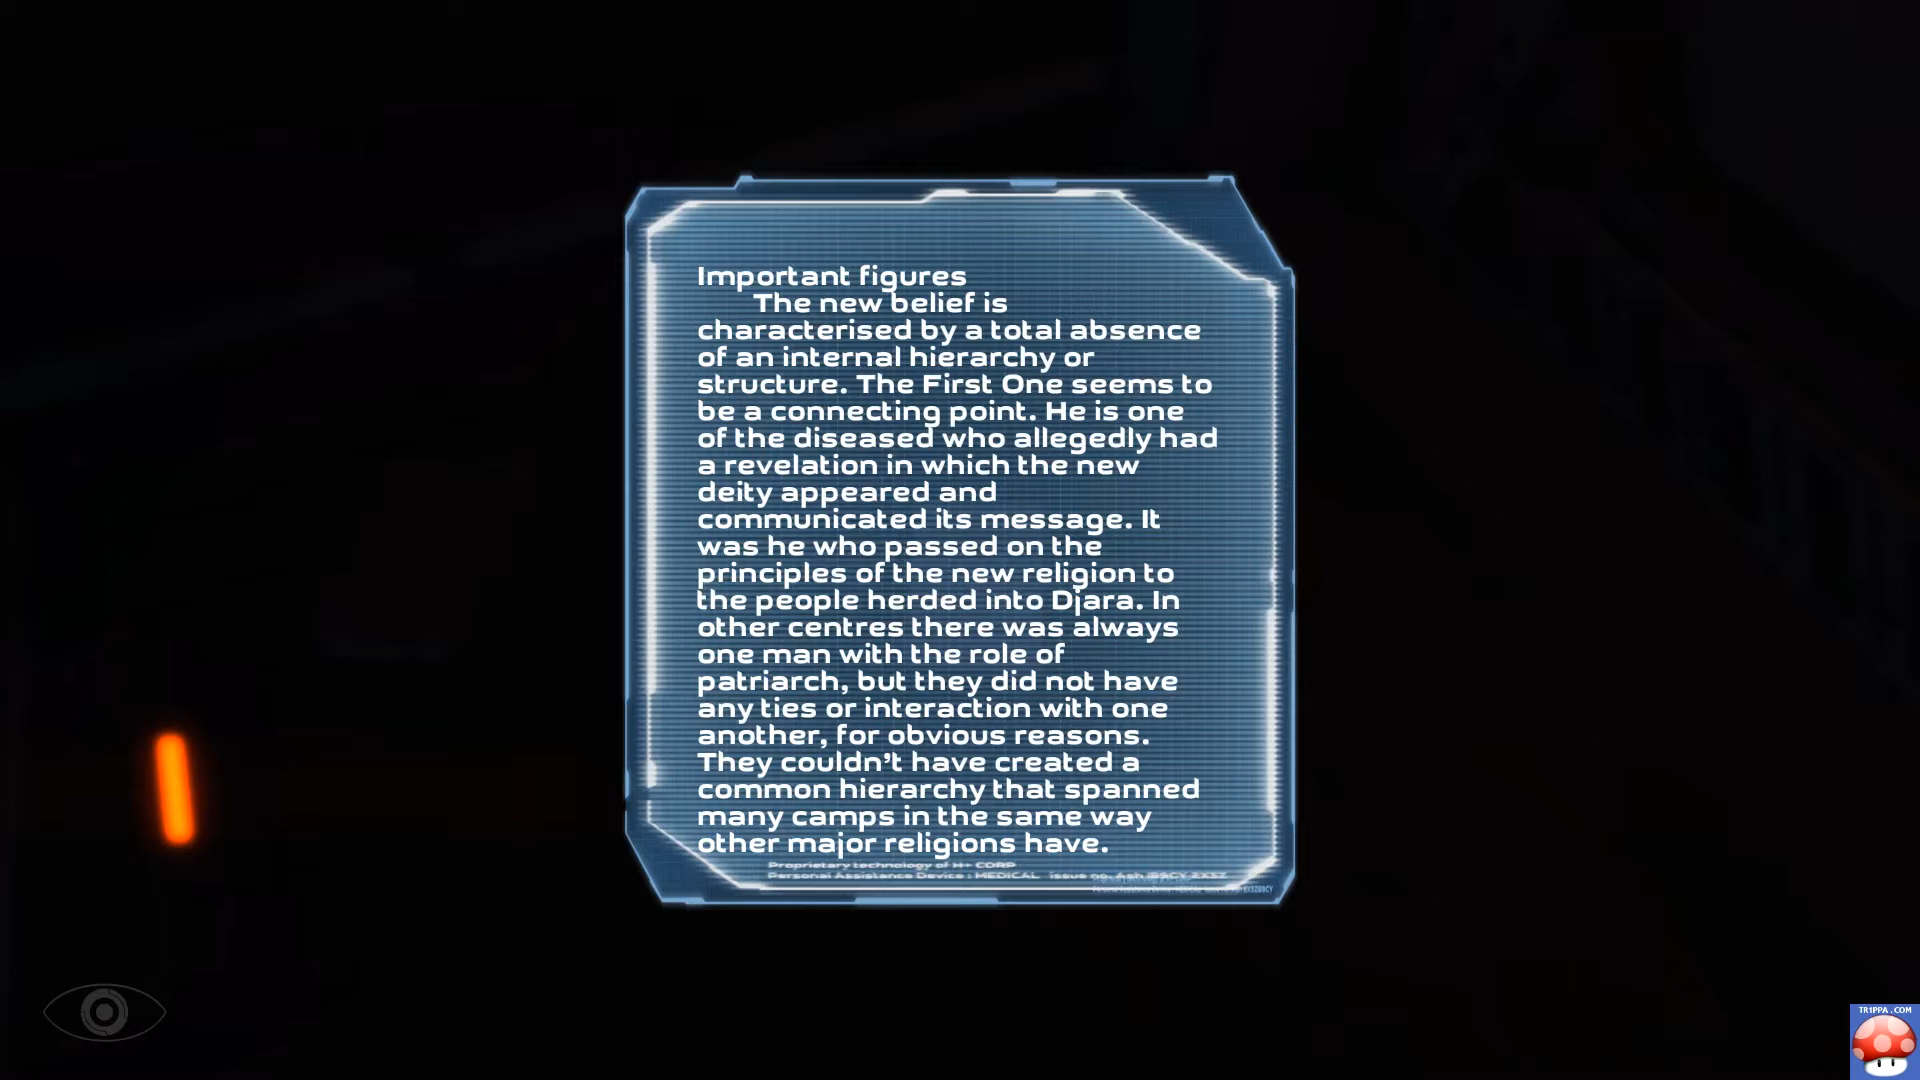 Important figures
The new belief is
characterised by a total absence
of an internal hierarchy or
structure. The First One seems to
be a connecting point. He is one
of the diseased who allegedly had
a revelation in which the new
deity appeared and
communicated its message. It
was he who passed on the
principles of the new religion to
the people herded into Djara. In
other centres there was always
one man with the role of
patriarch, but they did not have
any ties or interaction with one
another, for obvious reasons.
They couldn't have created a
common hierarchy that spanned
many camps in the same way
other major religions have.
Proprietary technology of H+ CORP
Personal Assistance Device : MEDICAL issue no. Ash
TR1PPA.COM